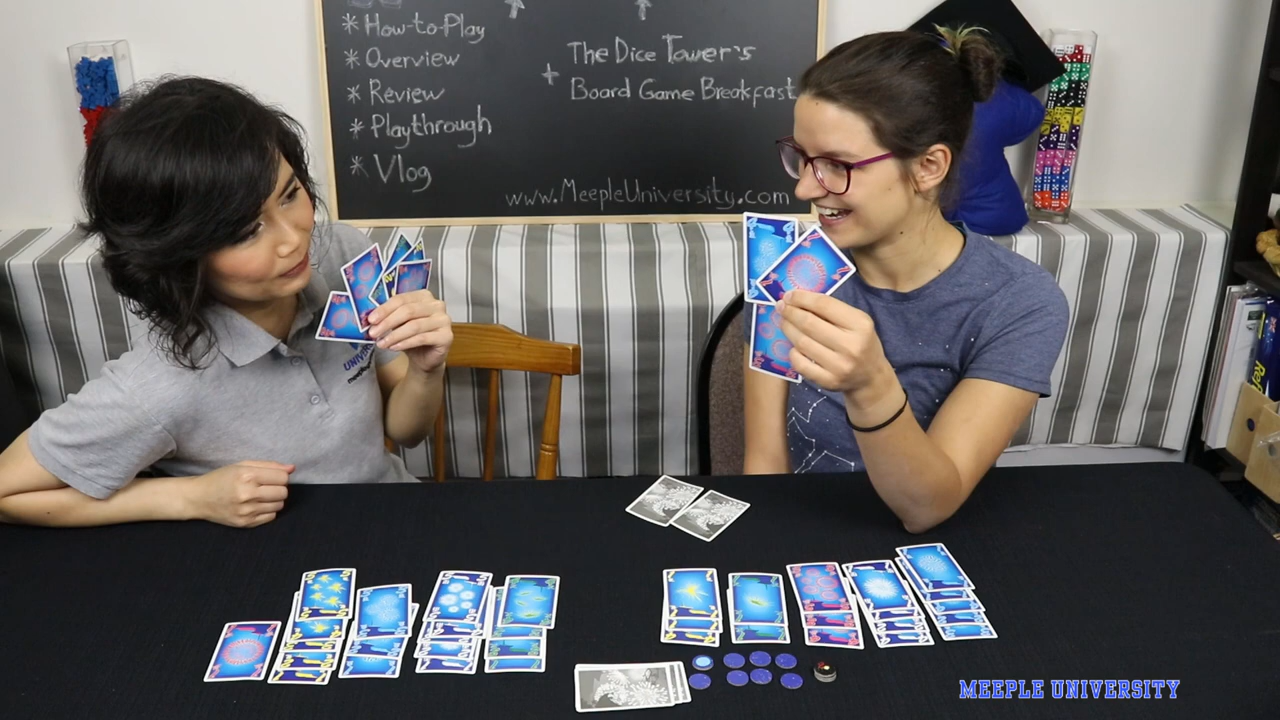 * How-to-Play
* Overview
* Review
* Playthrough
* Vlog
The Dice Tower's
+ Board Game Breakfast
www.MeepleUniversity.com
MEEPLE UNIVERSITY